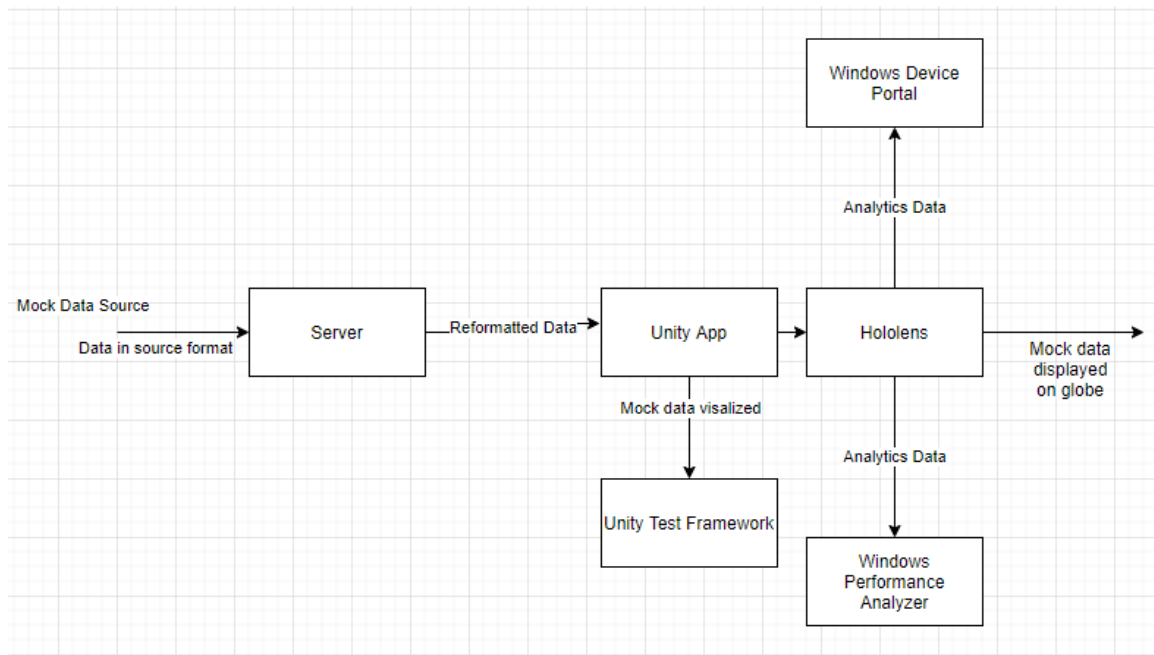 Windows Device
Portal
Analytics Data
Mock Data Source
Data in source format
Server
Reformatted Data
Unity App
Hololens
Mock data
displayed
on globe
Mock data visalized
Analytics Data
Unity Test Framework
Windows
Performance
Analyzer